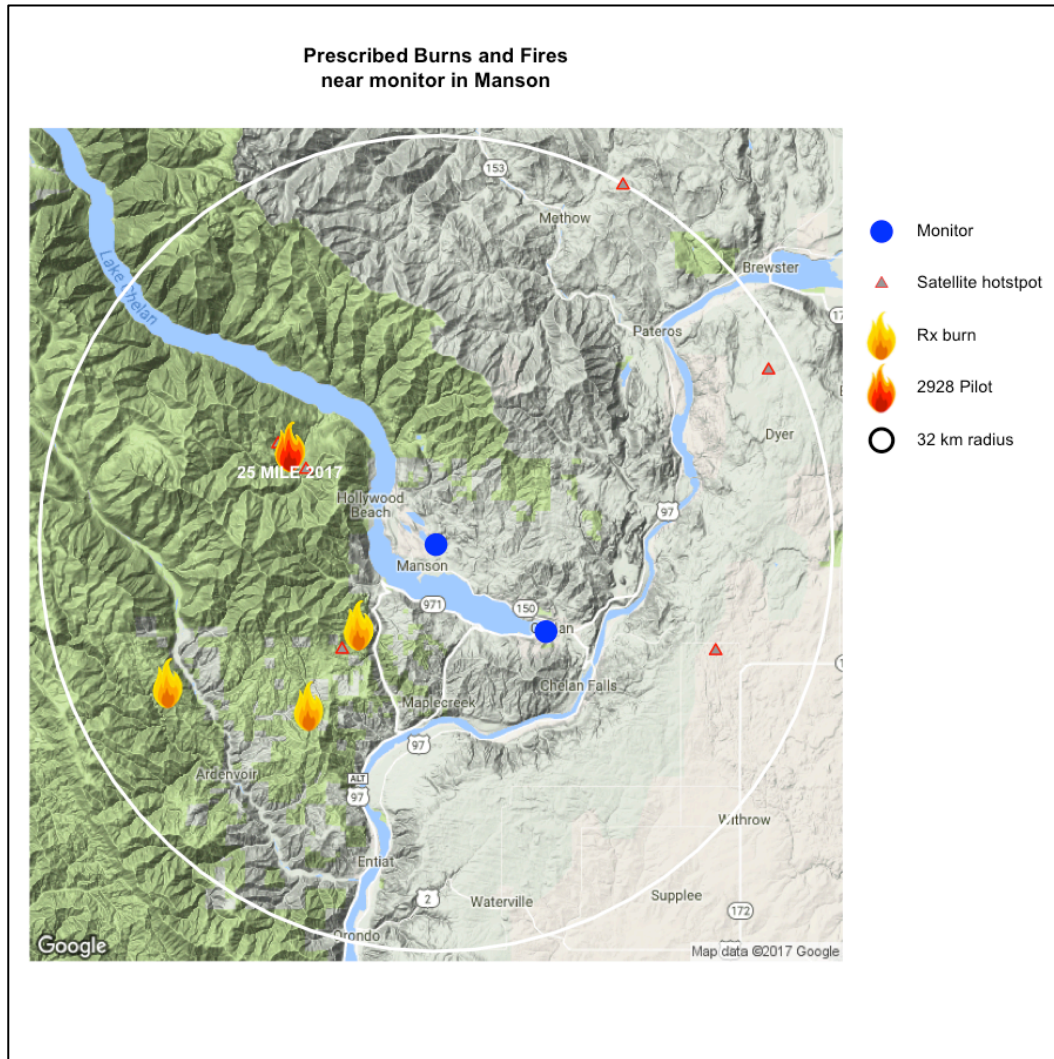 Prescribed Burns and Fires
near monitor in Manson
153
Methow
Brewster
Lake Chelan
17
Pateros
Dyer
25 MILE 2017
Hollywood
Beach
97
Manson
971
150
Chelan Falls
Maplecreek
97
Ardenvoir
ALT
97
Withrow
Entiat
2
Waterville
Supplee
172
Orondo
Google
Map data ©2017 Google
Monitor
Satellite hotstpot
Rx burn
2928 Pilot
32 km radius